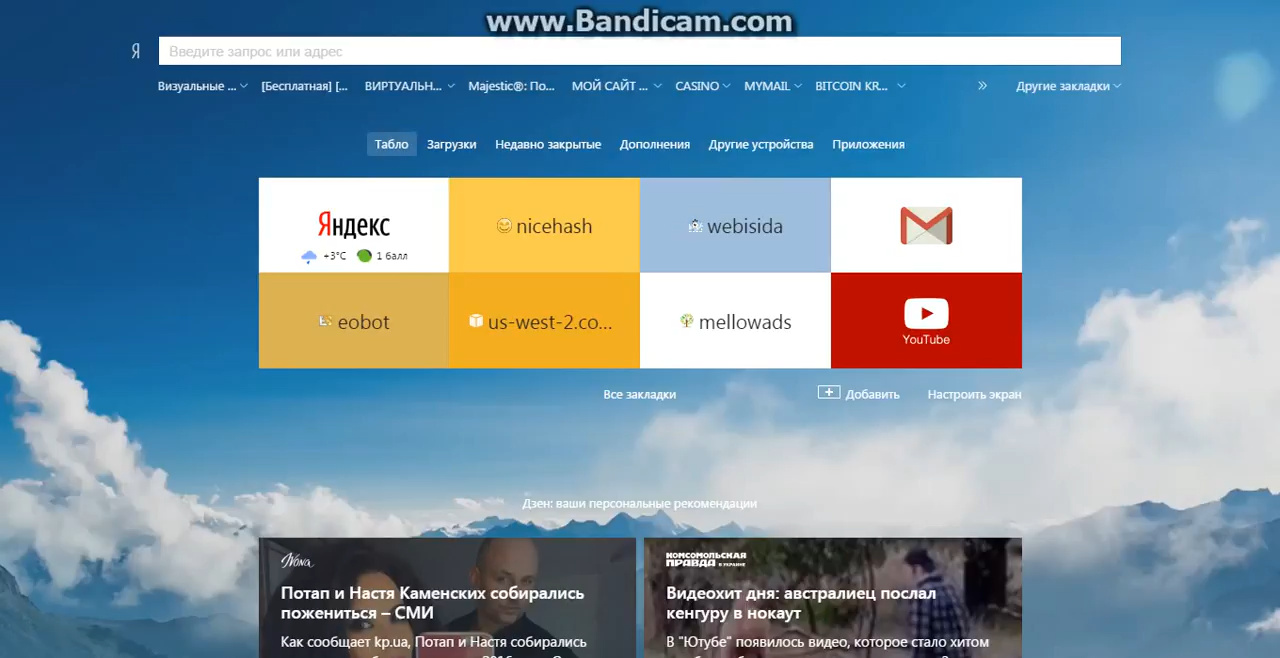 www.Bandicam.com
Я Введите запрос или адрес
Визуальные ... [Бесплатная] [... ВИРТУАЛЬН... Majestic®: По... МОЙ САЙТ ... CASINO MYMAIL BITCOIN KR... » Другие закладки
Табло Загрузки Недавно закрытые Дополнения Другие устройства Приложения
Яндекс nicehash webisida
+3°C 1 балл
eobot us-west-2.co... mellowads YouTube
Все закладки Добавить Настроить экран
Дзен: ваши персональные рекомендации
КОМСОМОЛЬСКАЯ
ПРАВДА В УКРАИНЕ
Потап и Настя Каменских собирались
пожениться – СМИ
Как сообщает kp.ua, Потап и Настя собирались
Видеохит дня: австралиец послал
кенгуру в нокаут
В "Ютубе" появилось видео, которое стало хитом